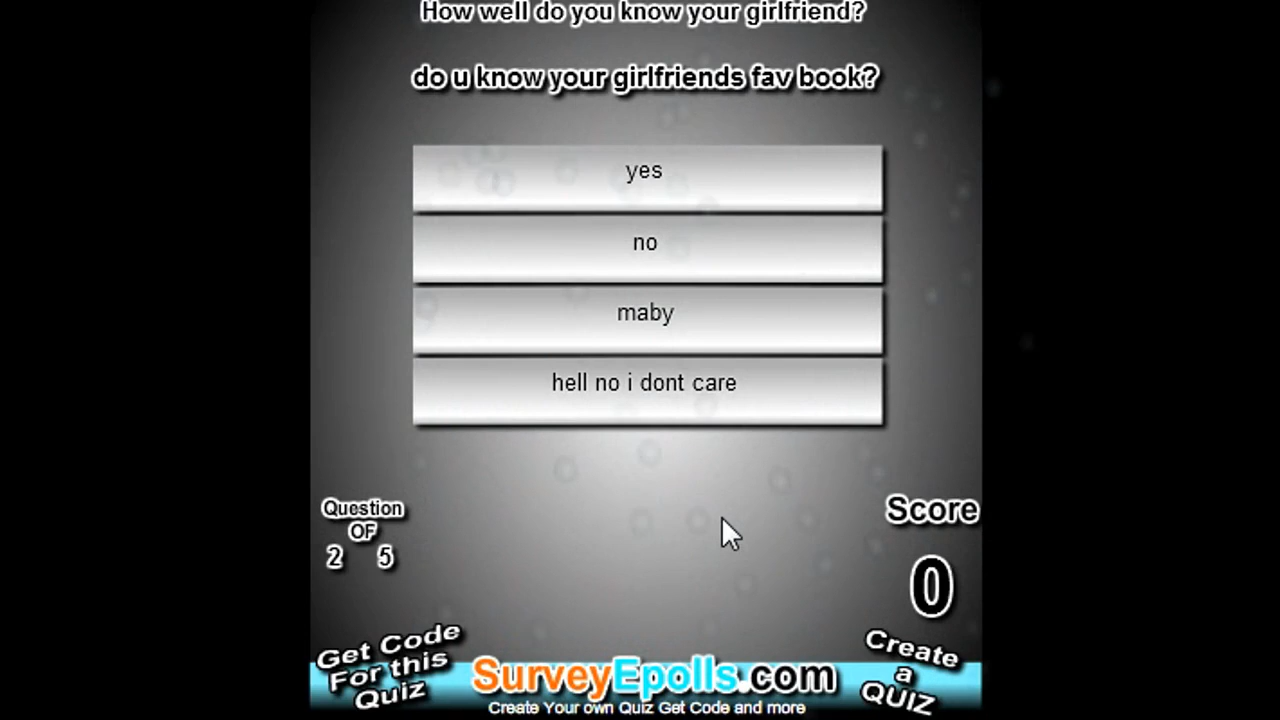 How well do you know your girlfriend?
do u know your girlfriends fav book?
yes
no
maby
hell no i dont care
Question
OF
2 5
Score
0
Get Code
For this
Quiz
SurveyEpolls.com
Create Your own Quiz Get Code and more
Create
a
QUIZ